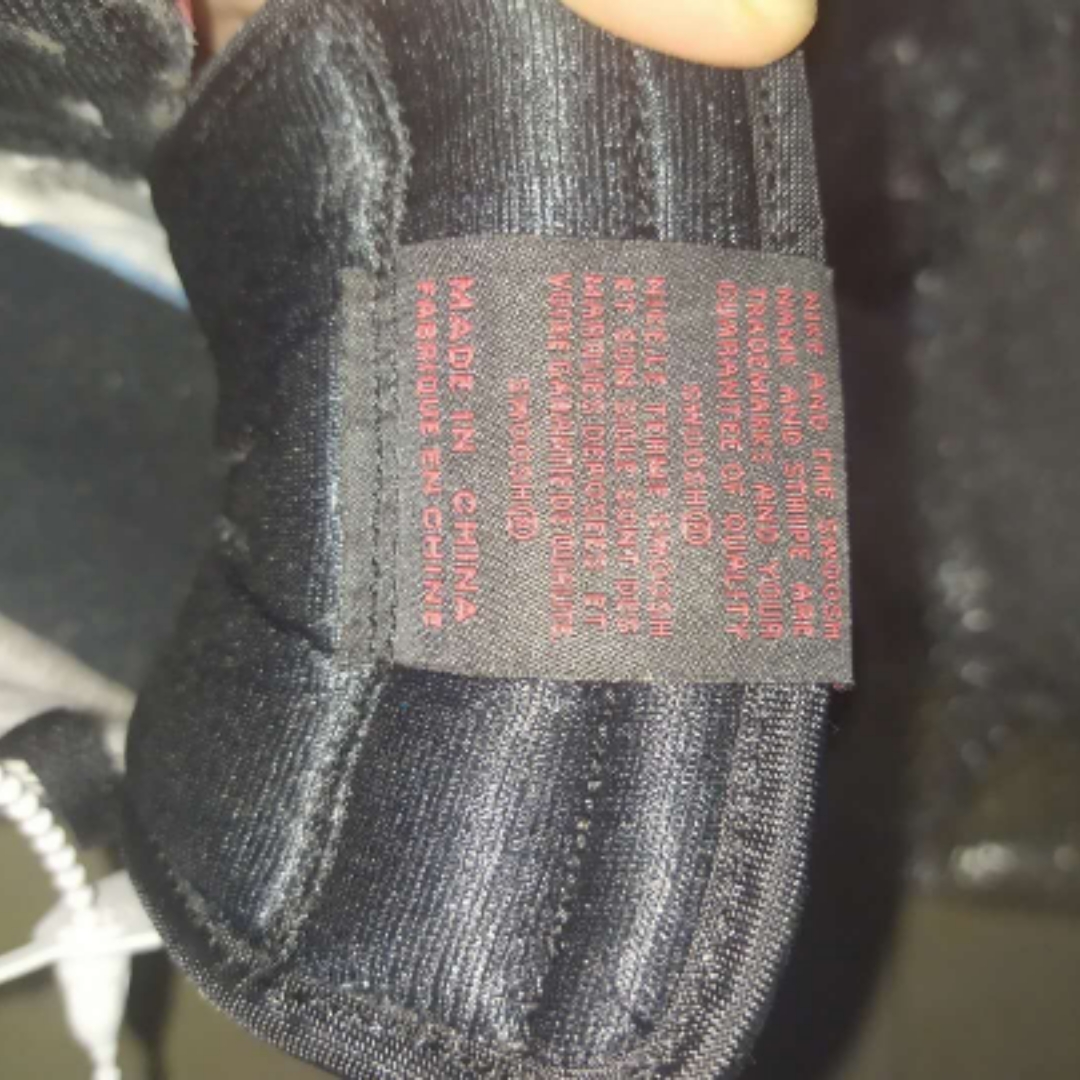 NIKE AND THE SWOOSH
NAME AND STRIPE ARE
TRADEMARKS AND YOUR
GUARANTEE OF QUALITY
SWOOSH®
NIKE, LE TERME SWOOSH
ET SON SIGLE SONT DES
MARQUES DEPOSEES ET
VOTRE GARANTIE DE QUALITE
SWOOSH®
MADE IN CHINA
FABRIQUE EN CHINE